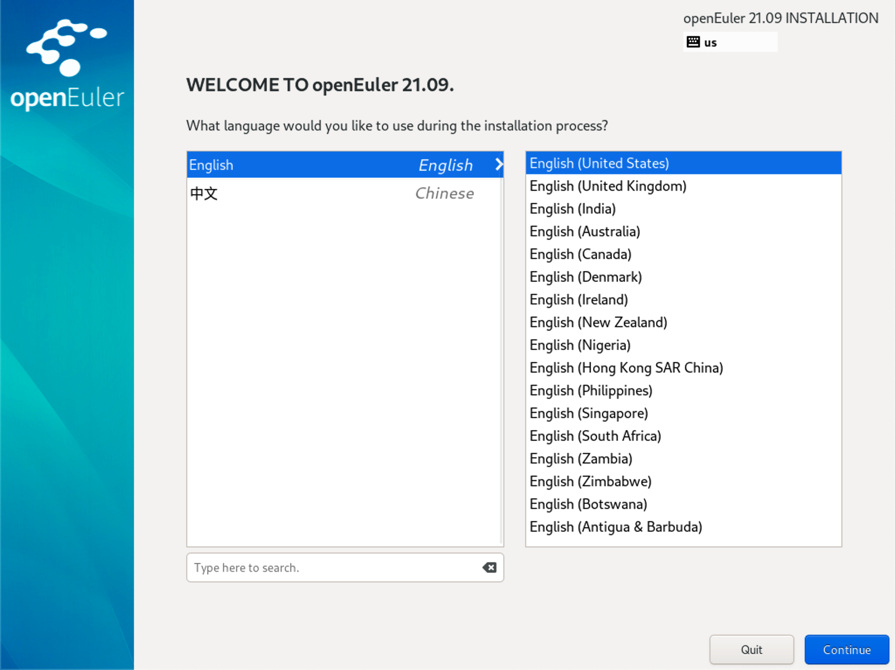 openEuler
openEuler 21.09 INSTALLATION
us
WELCOME TO openEuler 21.09.
What language would you like to use during the installation process?
English English
中文 Chinese
English (United States)
English (United Kingdom)
English (India)
English (Australia)
English (Canada)
English (Denmark)
English (Ireland)
English (New Zealand)
English (Nigeria)
English (Hong Kong SAR China)
English (Philippines)
English (Singapore)
English (South Africa)
English (Zambia)
English (Zimbabwe)
English (Botswana)
English (Antigua & Barbuda)
Type here to search.
Quit Continue